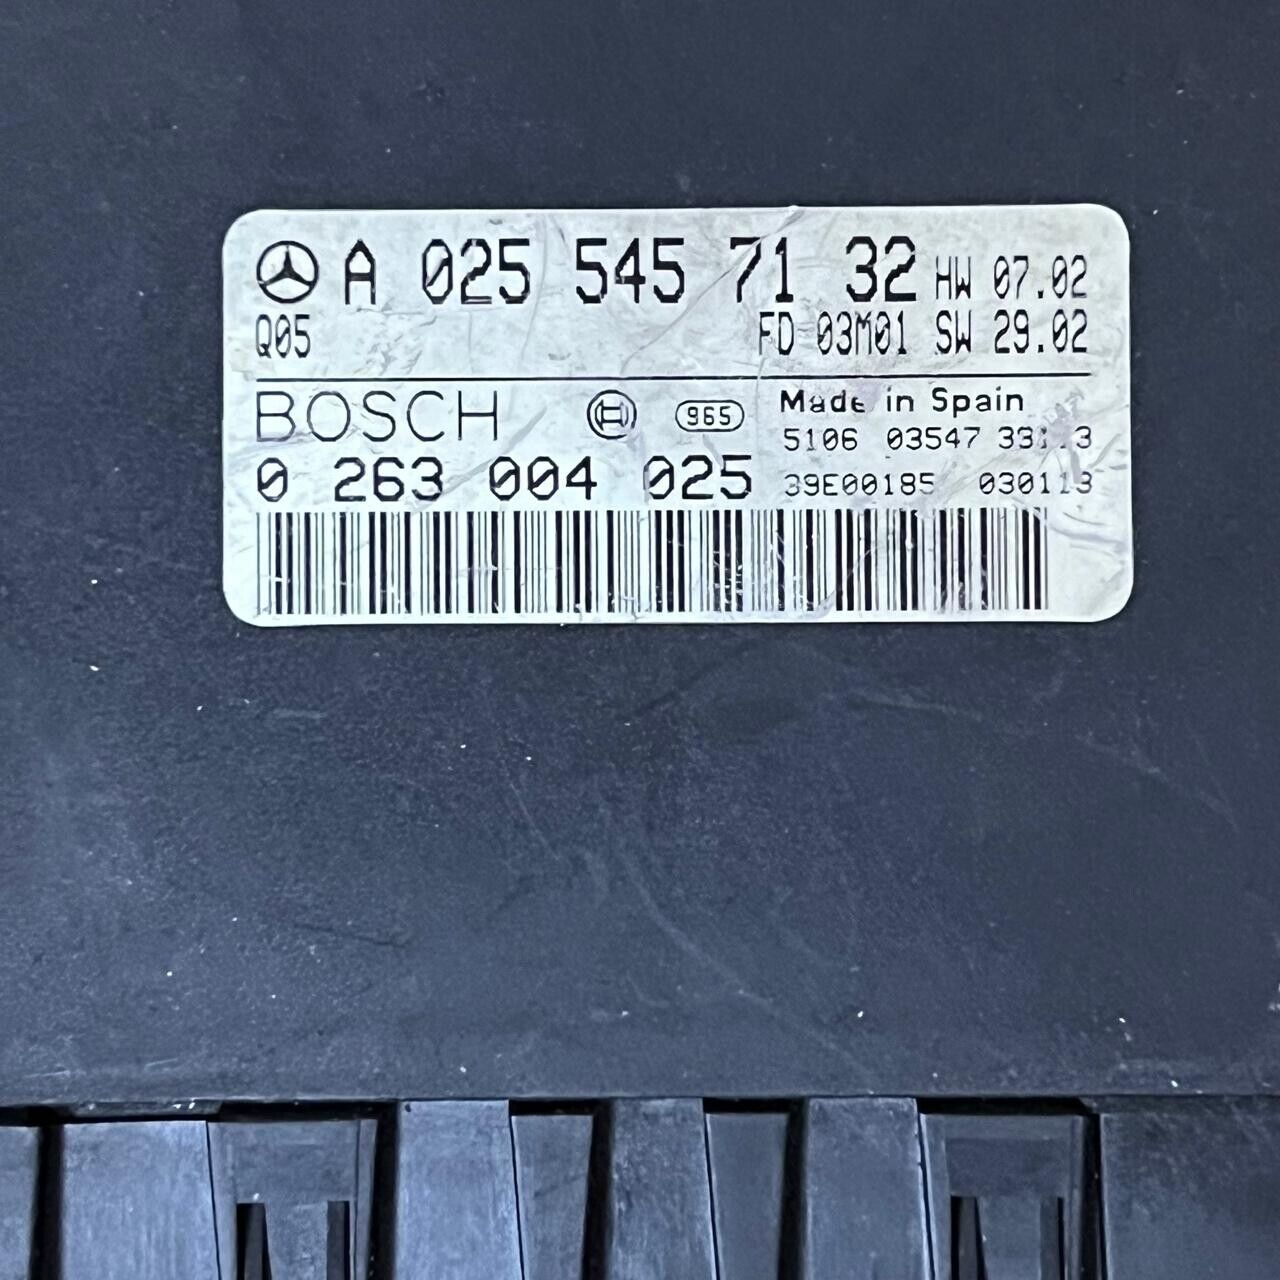 A 025 545 71 32 HW 07.02
Q05 FD 03M01 SW 29.02
BOSCH 965 Made in Spain
5106 03547
0 263 004 025 39E00185 030113